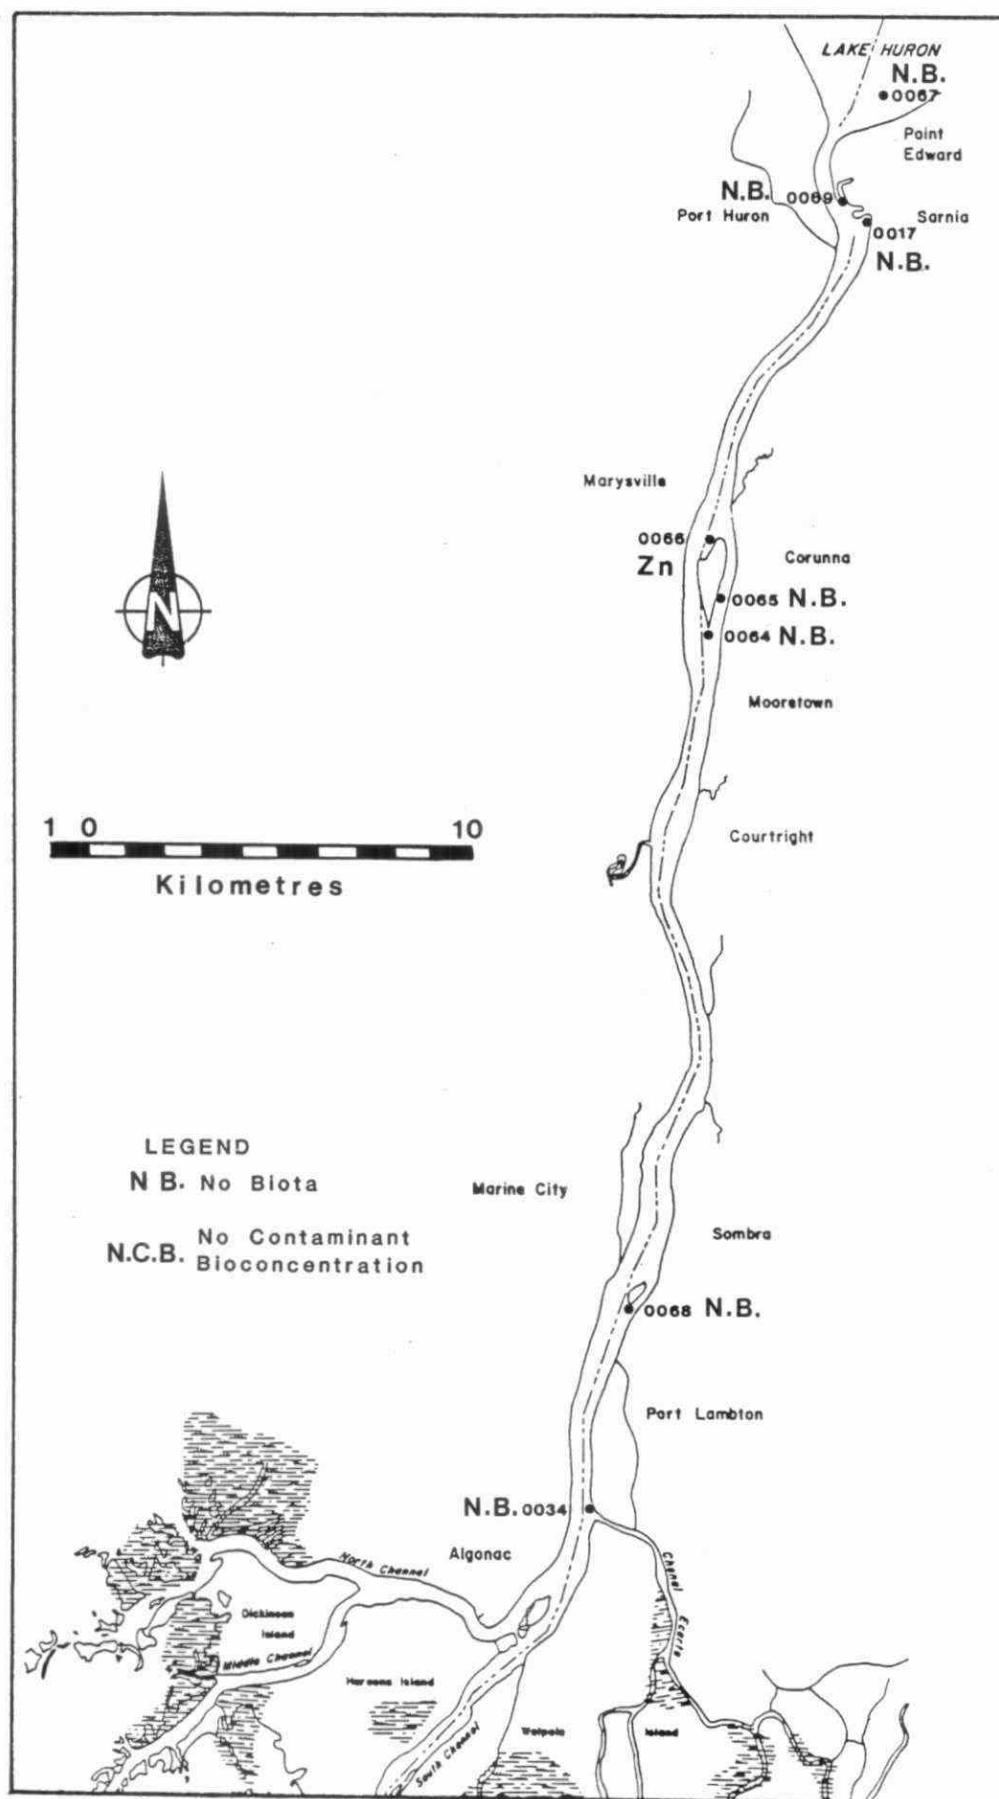 LAKE HURON
N.B.
0067
Point
Edward
N.B. 0069
Port Huron
Sarnia
0017
N.B.
Marysville
0066
Zn
Corunna
0065 N.B.
0064 N.B.
Mooretown
N
1 0 10
Kilometres
Courtright
LEGEND
N B. No Biota
N.C.B. No Contaminant
Bioconcentration
Marine City
Sombra
0068 N.B.
Port Lambton
N.B. 0034
Algonac
North Channel
Chenal
Ecarte
Dickinson
Island
Middle Channel
Harsens Island
South Channel
Walpole Island